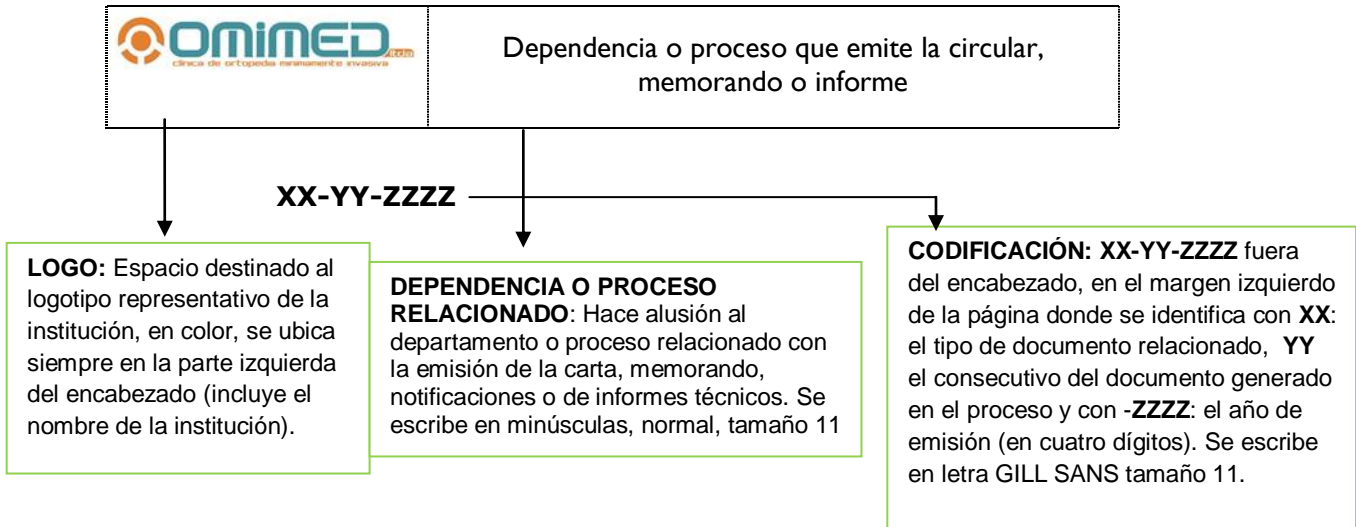 OMIMED
ltda
clinica de ortopedia minimamente invasiva
Dependencia o proceso que emite la circular,
memorando o informe
XX-YY-ZZZZ
LOGO: Espacio destinado al
logotipo representativo de la
institución, en color, se ubica
siempre en la parte izquierda
del encabezado (incluye el
nombre de la institución).
DEPENDENCIA O PROCESO
RELACIONADO: Hace alusión al
departamento o proceso relacionado con
la emisión de la carta, memorando,
notificaciones o de informes técnicos. Se
escribe en minúsculas, normal, tamaño 11
CODIFICACIÓN: XX-YY-ZZZZ fuera
del encabezado, en el margen izquierdo
de la página donde se identifica con XX:
el tipo de documento relacionado, YY
el consecutivo del documento generado
en el proceso y con -ZZZZ: el año de
emisión (en cuatro dígitos). Se escribe
en letra GILL SANS tamaño 11.